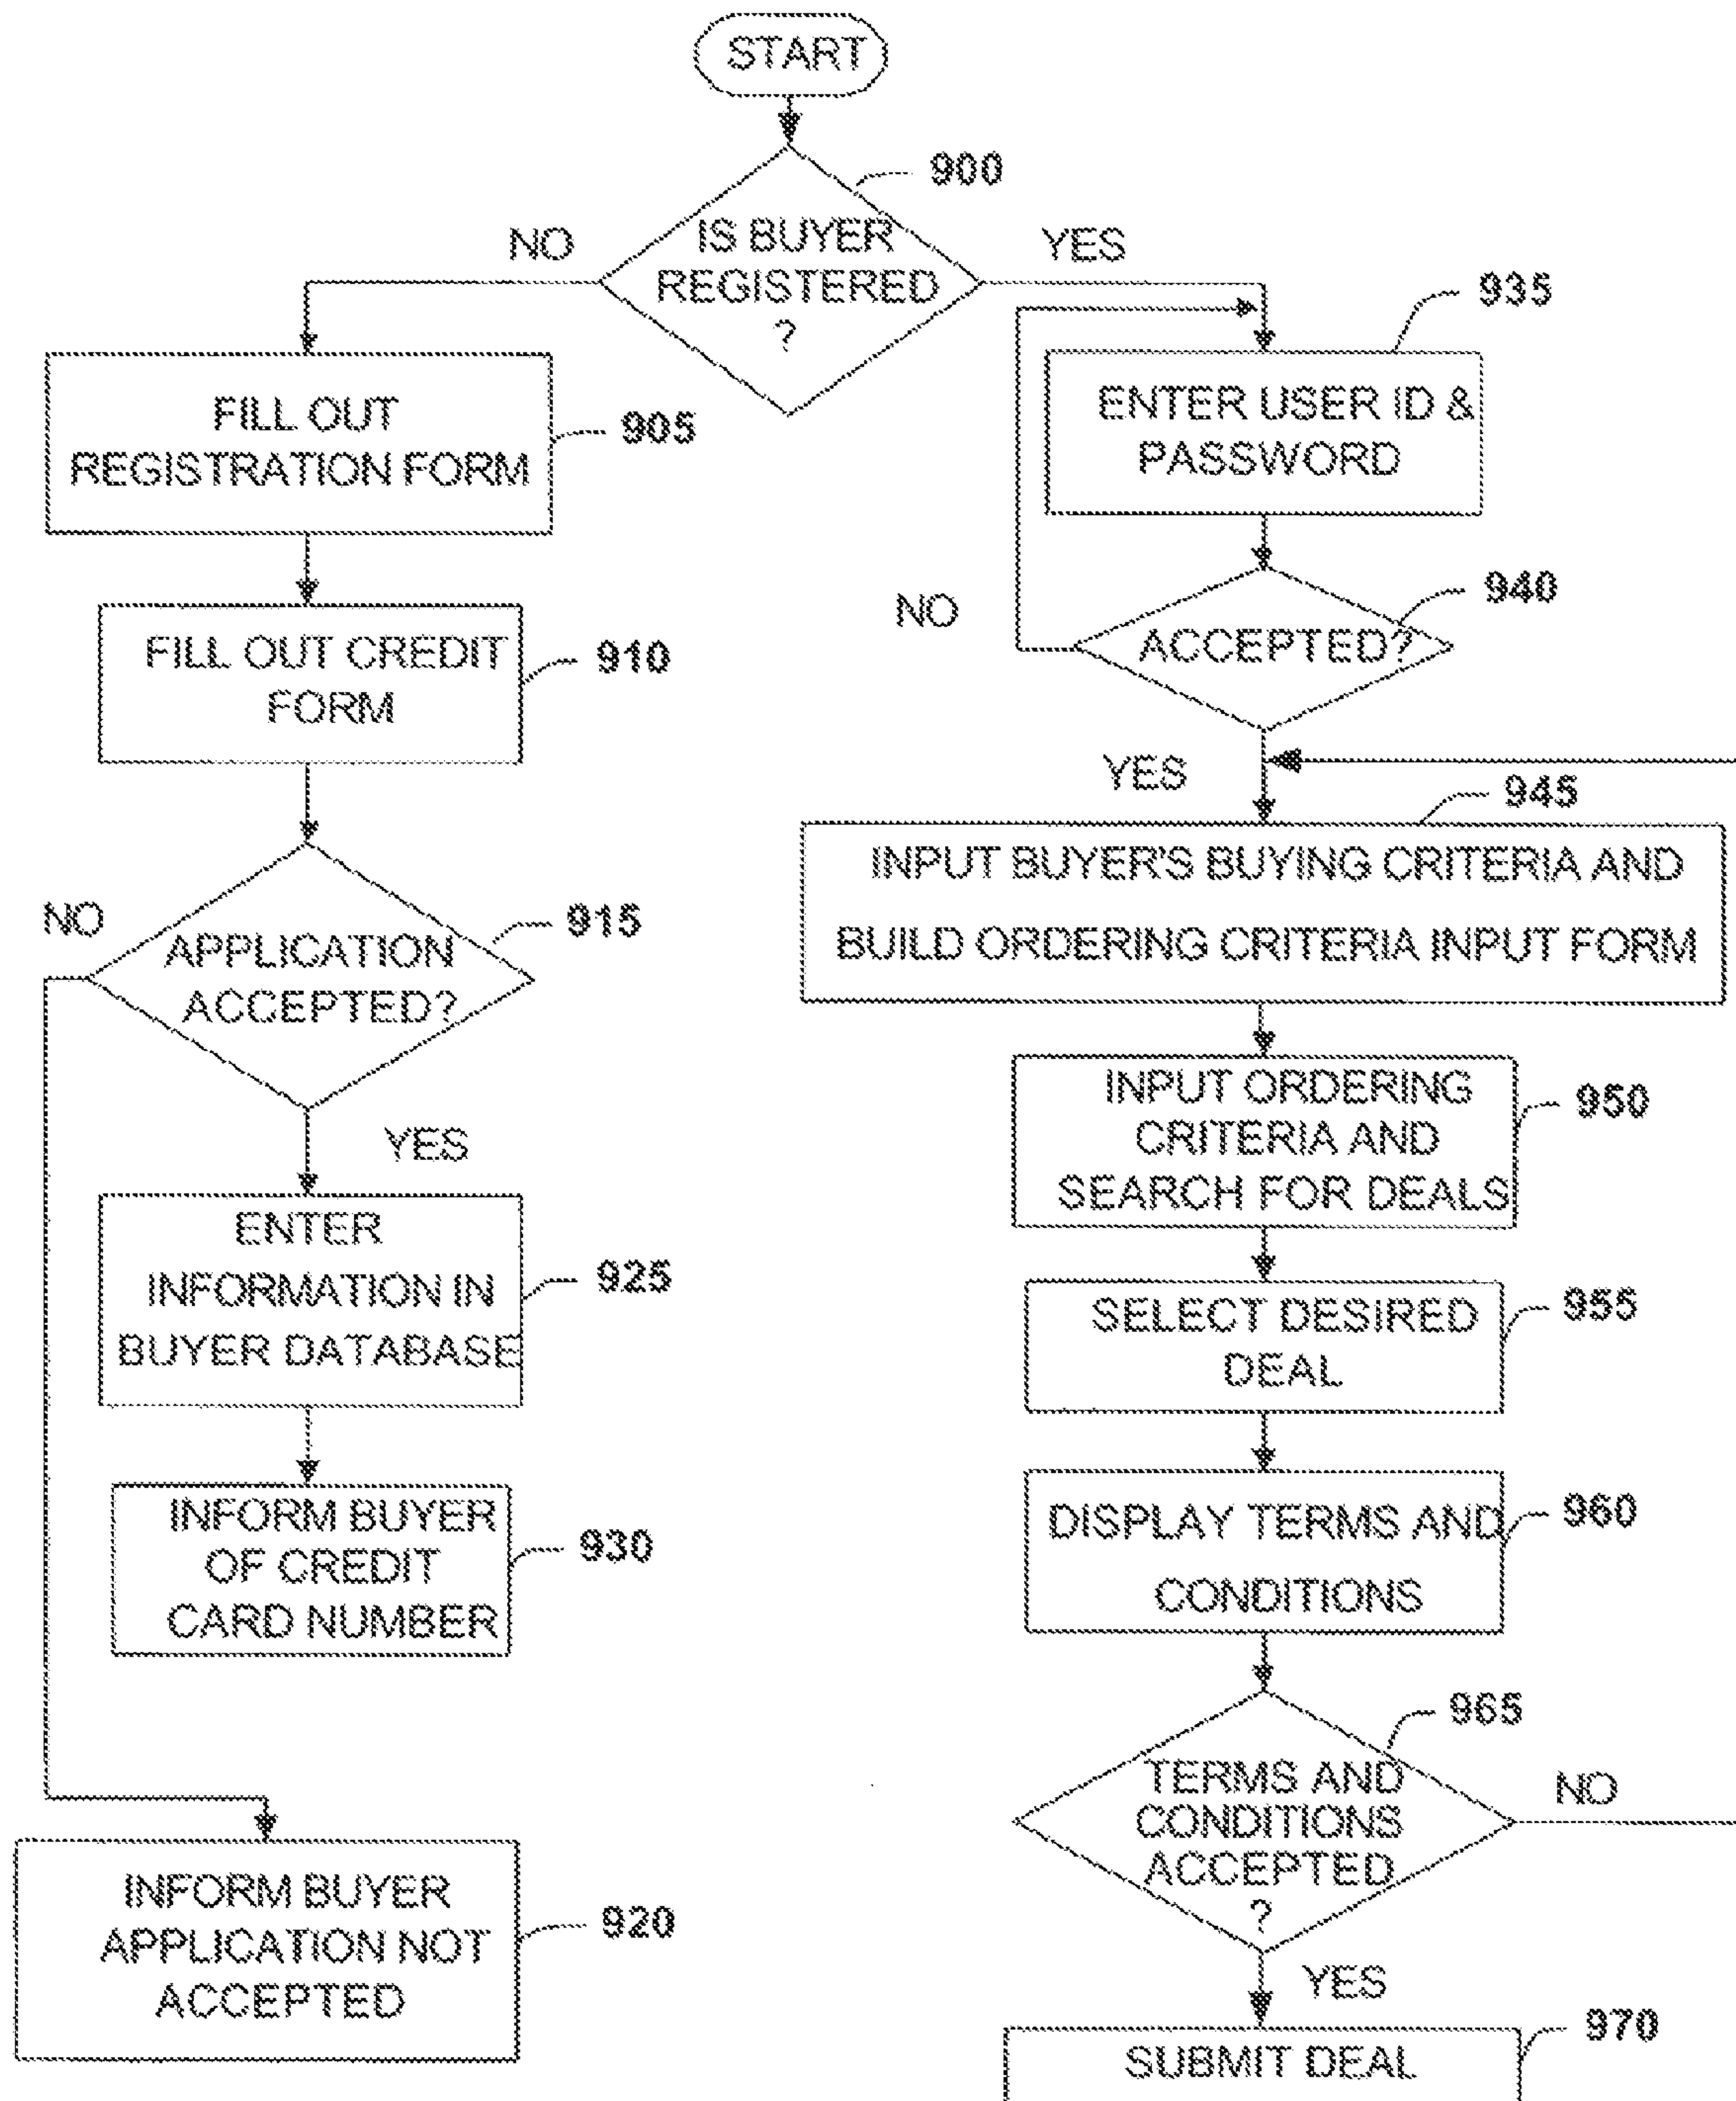 START
900
IS BUYER
REGISTERED
?
NO
YES
FILL OUT
REGISTRATION FORM
905
FILL OUT CREDIT
FORM
910
APPLICATION
ACCEPTED?
915
NO
YES
ENTER
INFORMATION IN
BUYER DATABASE
925
INFORM BUYER
OF CREDIT
CARD NUMBER
930
INFORM BUYER
APPLICATION NOT
ACCEPTED
920
935
ENTER USER ID &
PASSWORD
940
ACCEPTED?
NO
YES
945
INPUT BUYER'S BUYING CRITERIA AND
BUILD ORDERING CRITERIA INPUT FORM
INPUT ORDERING
CRITERIA AND
SEARCH FOR DEALS
950
SELECT DESIRED
DEAL
955
DISPLAY TERMS AND
CONDITIONS
960
965
TERMS AND
CONDITIONS
ACCEPTED
?
NO
YES
970
SUBMIT DEAL